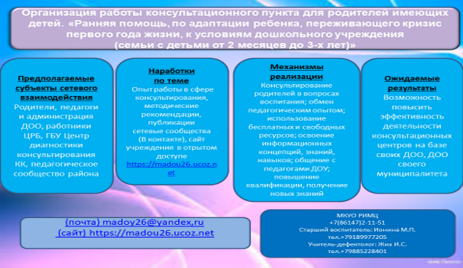 Организация работы консультационного пункта для родителей имеющих
детей. «Ранняя помощь, по адаптации ребенка, переживающего кризис
первого года жизни, к условиям дошкольного учреждения
(семьи с детьми от 2 месяцев до 3-х лет)»
Предполагаемые
субъекты сетевого
взаимодействия
Родители, педагоги
и администрация
ДОО, работники
ЦРБ, ГБУ Центр
диагностики
консультирования
КК, педагогическое
сообщество района
Наработки
по теме
Опыт работы в сфере
консультирования,
методические
рекомендации,
публикации
сетевые сообщества
(В контакте), сайт
учреждения в открытом
доступе
https://madou26.ucoz.n
et
Механизмы
реализации
Консультирование
родителей в вопросах
воспитания; обмен
педагогическим опытом;
использование
бесплатных и свободных
ресурсов; освоение
информационных
концепций, знаний,
навыков; общение с
педагогами ДОУ;
повышение
квалификации, получение
новых знаний
Ожидаемые
результаты
Возможность
повысить
эффективность
деятельности
консультационных
центров на базе
своих ДОО, ДОО
своего
муниципалитета
(почта) madoy26@yandex,ru
(сайт) https://madou26.ucoz.net
МКУО РИМЦ
+7(86147)2-11-51
Старший воспитатель: Ионина М.П.
тел.+79189977205
Учитель-дефектолог: Жих И.С.
тел.+79885228401